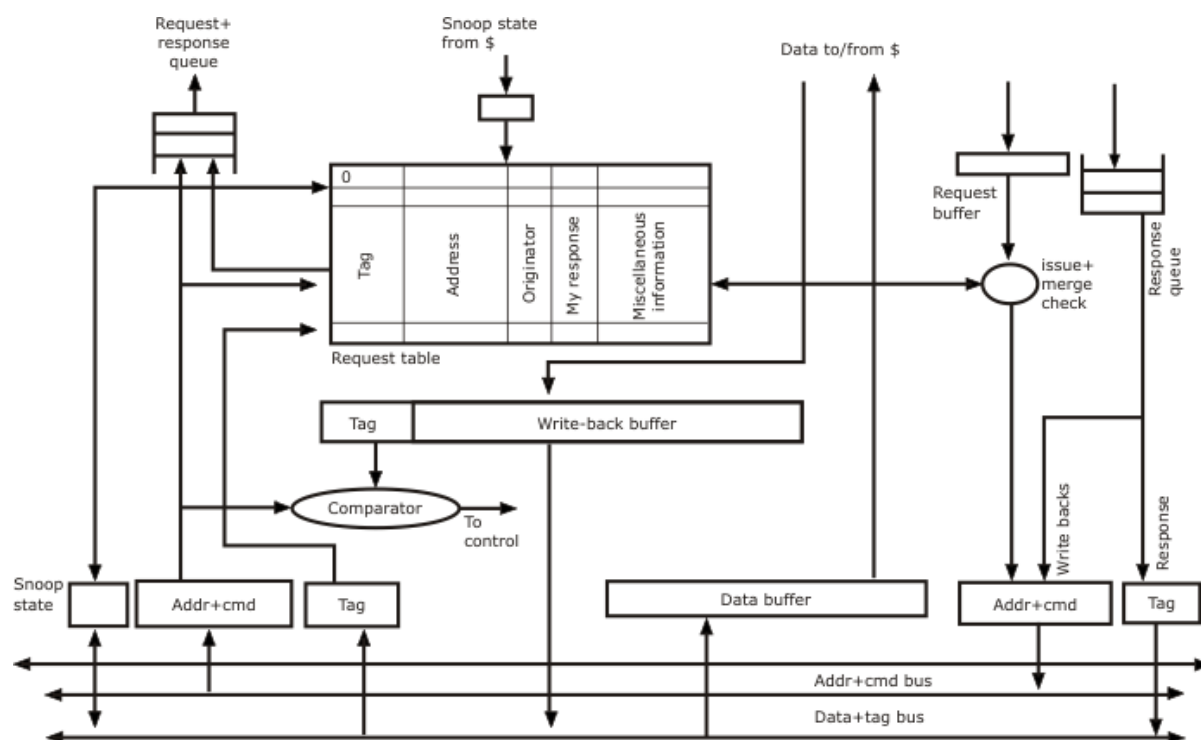 Request+
response
queue
Snoop state
from $
Data to/from $
0
Tag
Address
Originator
My response
Miscellaneous
information
Request table
Request
buffer
Response
queue
issue+
merge
check
Tag
Write-back buffer
Comparator
To
control
Write backs
Response
Snoop
state
Addr+cmd
Tag
Data buffer
Addr+cmd
Tag
Addr+cmd bus
Data+tag bus